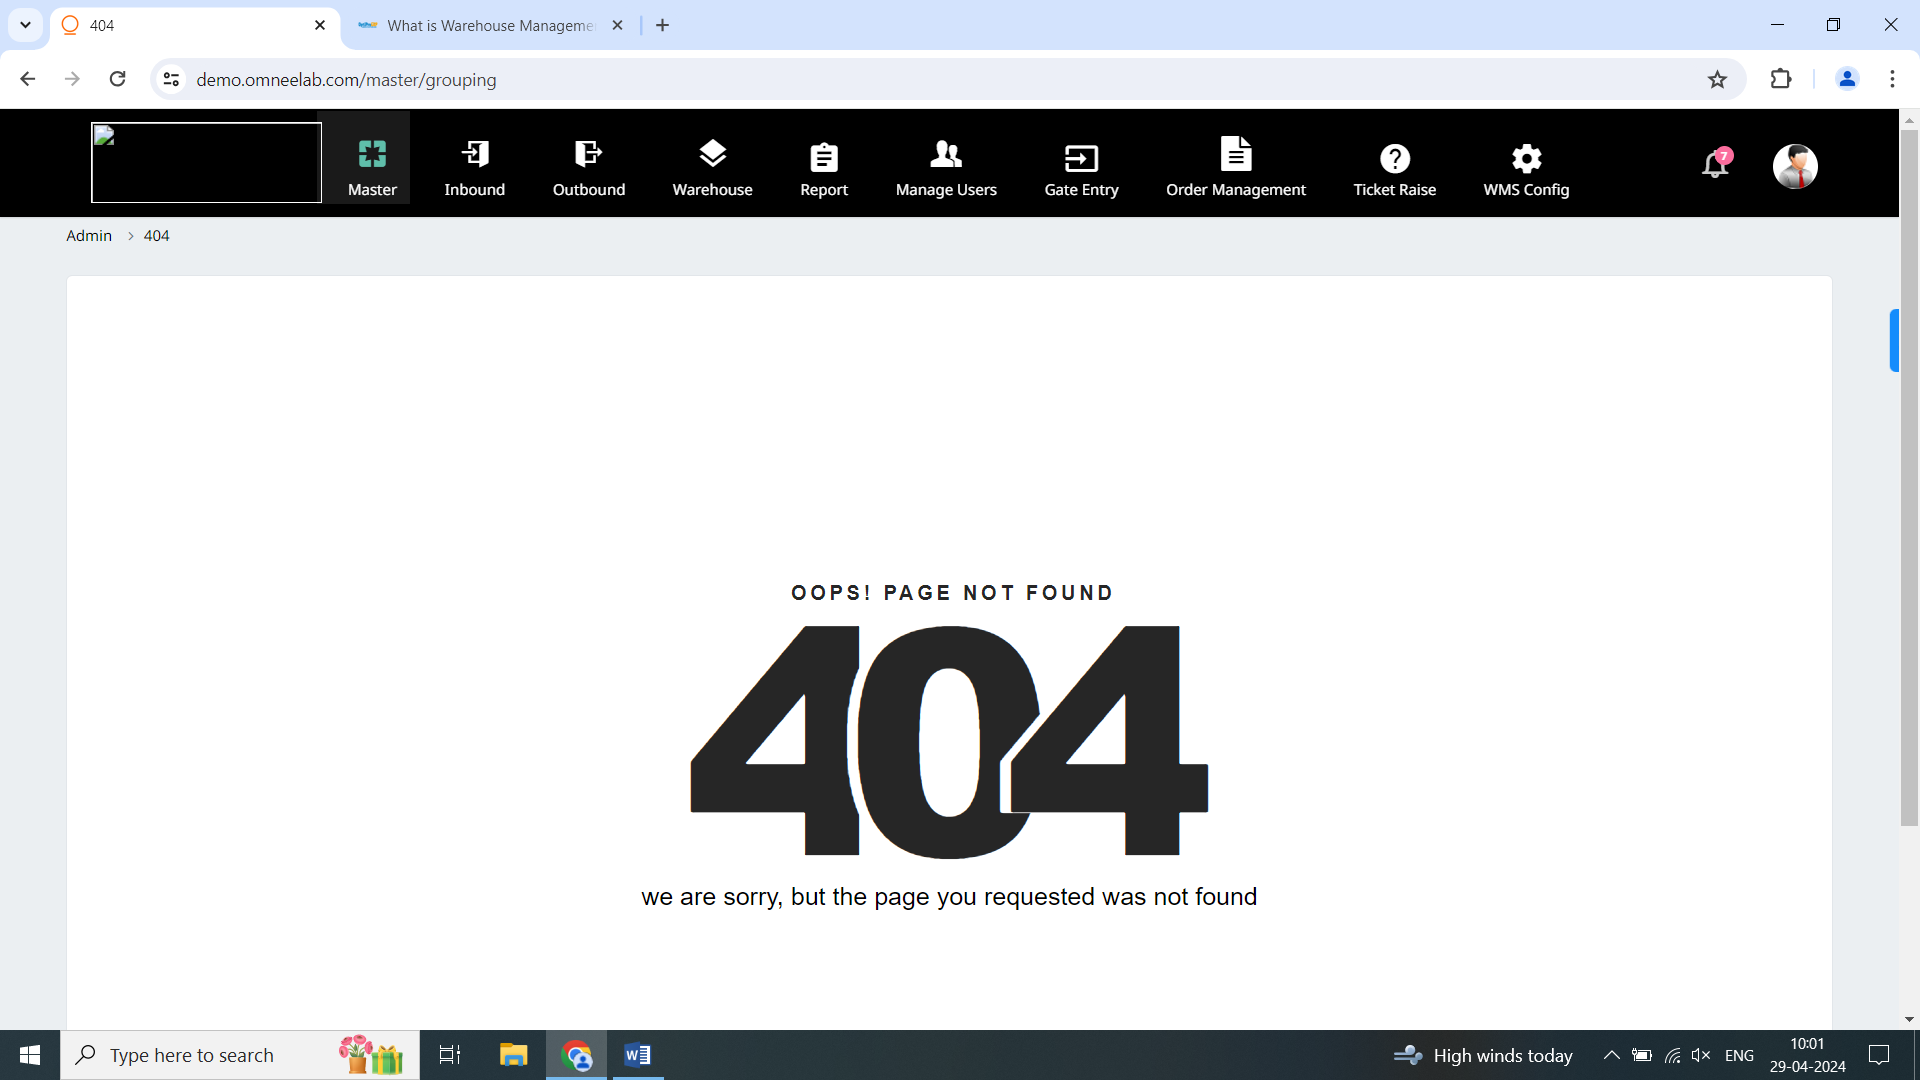 404
What is Warehouse Manageme
demo.omneelab.com/master/grouping
Master
Inbound
Outbound
Warehouse
Report
Manage Users
Gate Entry
Order Management
Ticket Raise
WMS Config
7
Admin > 404
OOPS! PAGE NOT FOUND
404
we are sorry, but the page you requested was not found
Type here to search
High winds today
ENG
10:01
29-04-2024